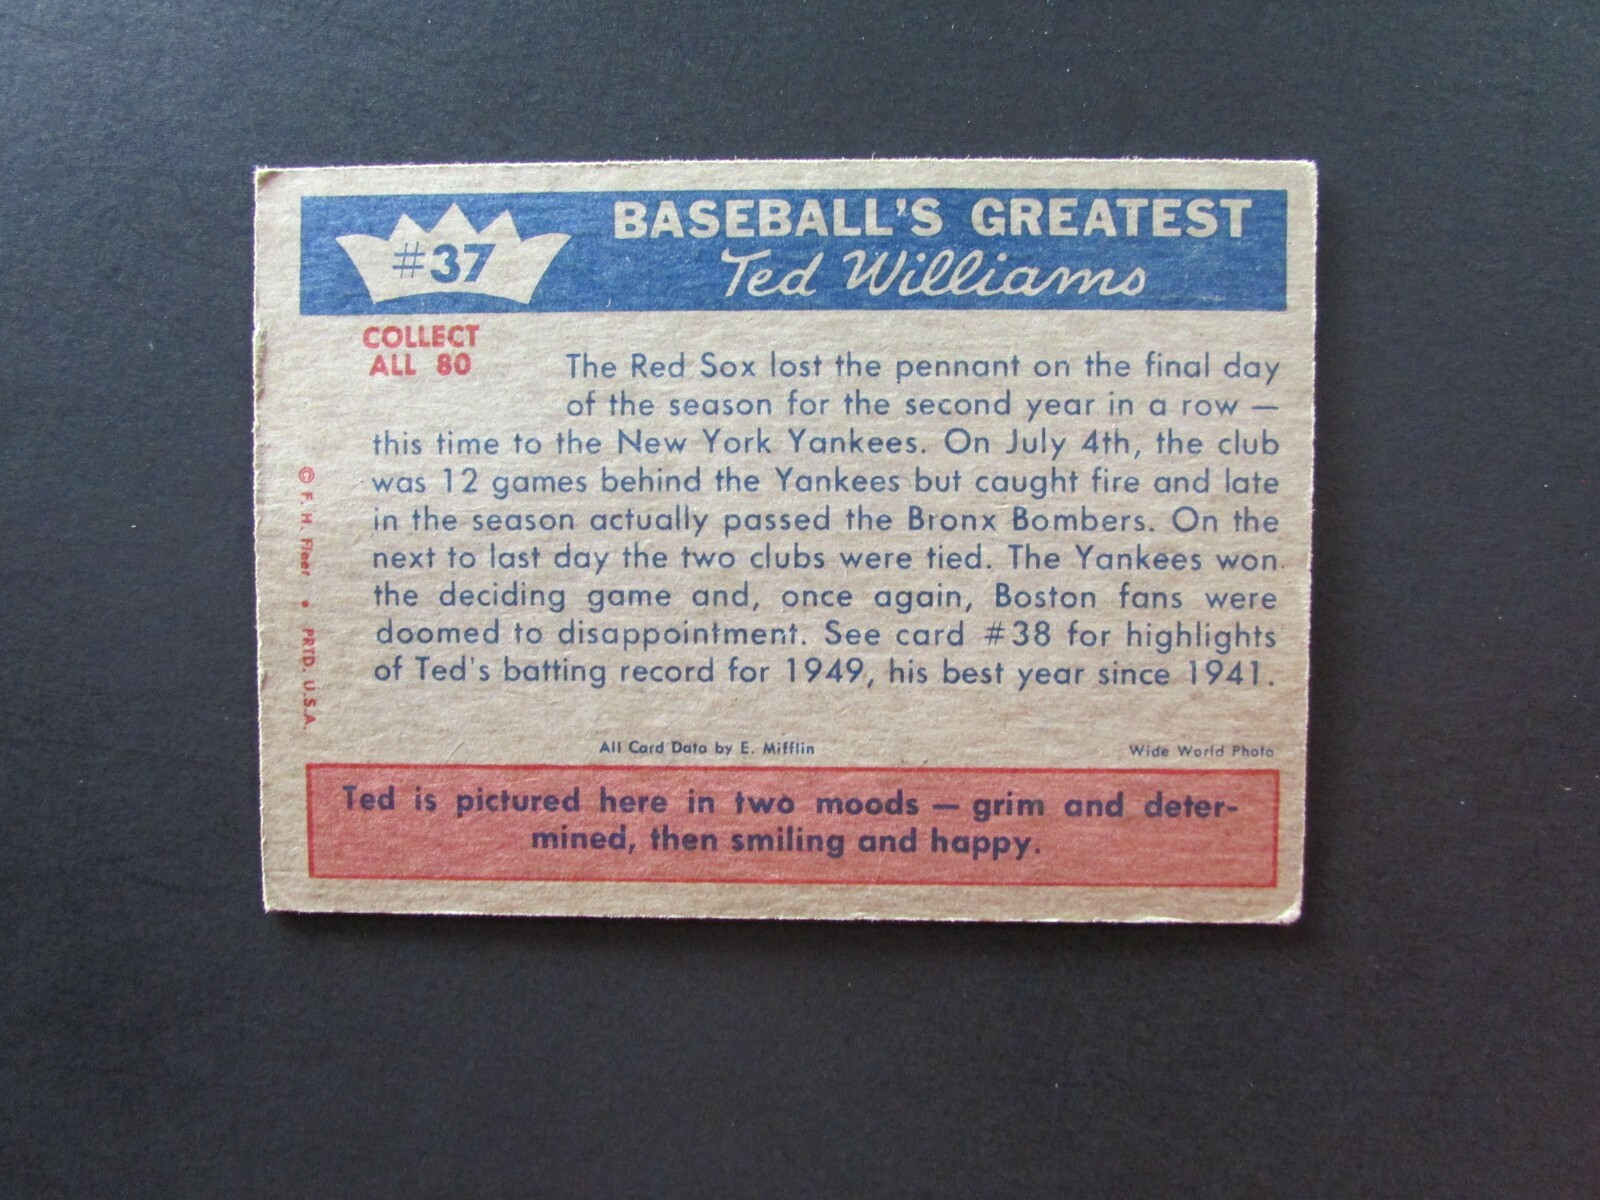 #37
BASEBALL'S GREATEST
Ted Williams
COLLECT
ALL 80
The Red Sox lost the pennant on the final day
of the season for the second year in a row —
this time to the New York Yankees. On July 4th, the club
was 12 games behind the Yankees but caught fire and late
in the season actually passed the Bronx Bombers. On the
next to last day the two clubs were tied. The Yankees won
the deciding game and, once again, Boston fans were
doomed to disappointment. See card #38 for highlights
of Ted's batting record for 1949, his best year since 1941.
© F. H. Fleer • PRTD. U.S.A.
All Card Data by E. Mifflin
Wide World Photo
Ted is pictured here in two moods — grim and deter-
mined, then smiling and happy.